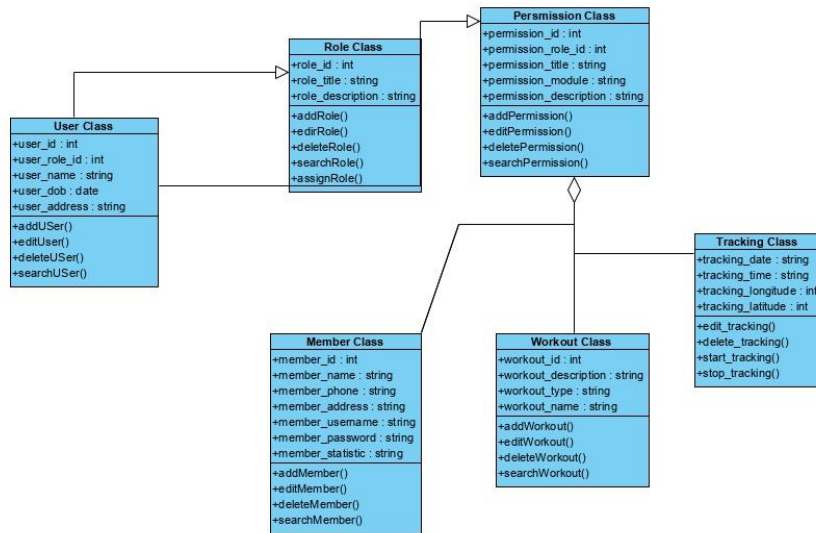 Persmission Class
+permission_id : int
+permission_role_id : int
+permission_title : string
+permission_module : string
+permission_description : string
+addPermission()
+editPermission()
+deletePermission()
+searchPermission()
Role Class
+role_id : int
+role_title : string
+role_description : string
+addRole()
+edirRole()
+deleteRole()
+searchRole()
+assignRole()
User Class
+user_id : int
+user_role_id : int
+user_name : string
+user_dob : date
+user_address : string
+addUSer()
+editUser()
+deleteUSer()
+searchUSer()
Tracking Class
+tracking_date : string
+tracking_time : string
+tracking_longitude : int
+tracking_latitude : int
+edit_tracking()
+delete_tracking()
+start_tracking()
+stop_tracking()
Member Class
+member_id : int
+member_name : string
+member_phone : string
+member_address : string
+member_username : string
+member_password : string
+member_statistic : string
+addMember()
+editMember()
+deleteMember()
+searchMember()
Workout Class
+workout_id : int
+workout_description : string
+workout_type : string
+workout_name : string
+addWorkout()
+editWorkout()
+deleteWorkout()
+searchWorkout()